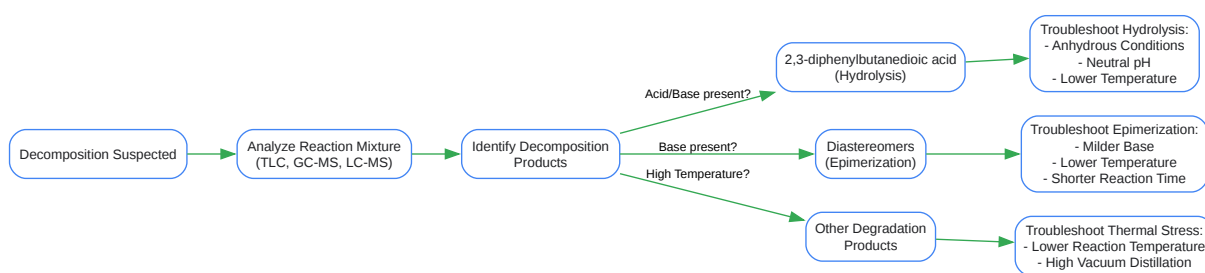 Decomposition Suspected
Analyze Reaction Mixture
(TLC, GC-MS, LC-MS)
Identify Decomposition
Products
Acid/Base present?
2,3-diphenylbutanedioic acid
(Hydrolysis)
Troubleshoot Hydrolysis:
- Anhydrous Conditions
- Neutral pH
- Lower Temperature
Base present?
Diastereomers
(Epimerization)
Troubleshoot Epimerization:
- Milder Base
- Lower Temperature
- Shorter Reaction Time
High Temperature?
Other Degradation
Products
Troubleshoot Thermal Stress:
- Lower Reaction Temperature
- High Vacuum Distillation